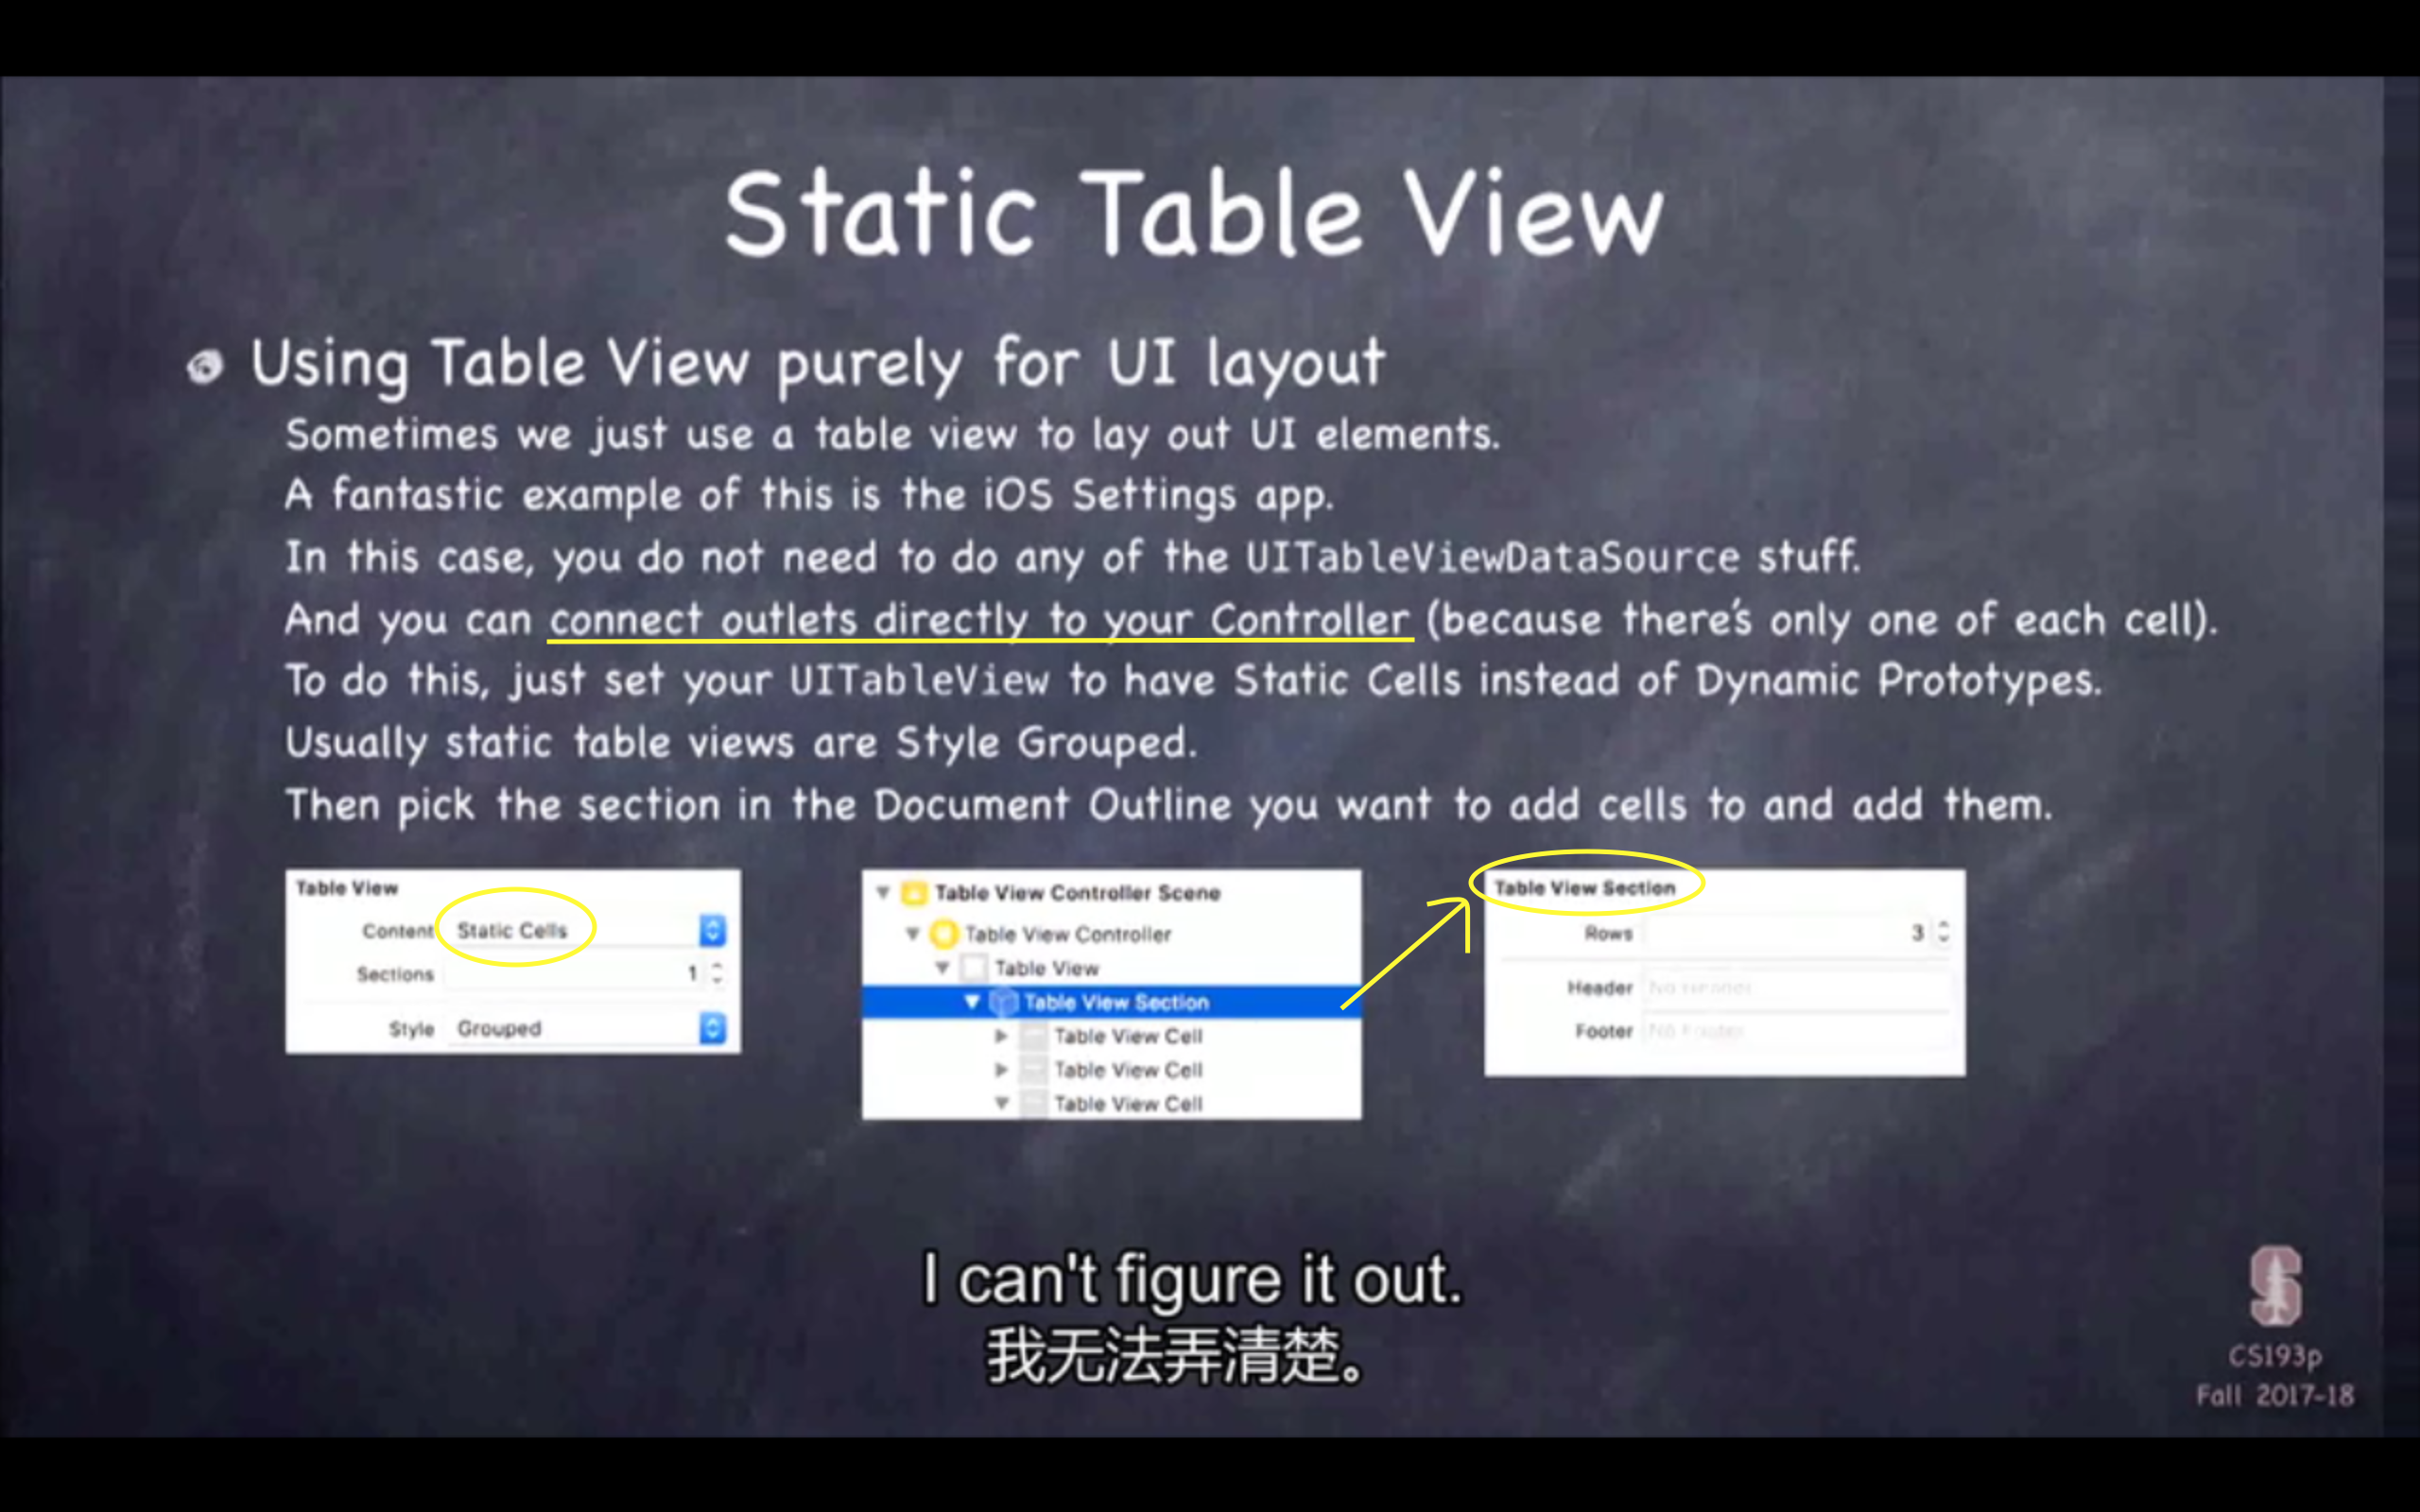 Static Table View
Using Table View purely for UI layout
Sometimes we just use a table view to lay out UI elements.
A fantastic example of this is the iOS Settings app.
In this case, you do not need to do any of the UITableViewDataSource stuff.
And you can connect outlets directly to your Controller (because there's only one of each cell).
To do this, just set your UITableView to have Static Cells instead of Dynamic Prototypes.
Usually static table views are Style Grouped.
Then pick the section in the Document Outline you want to add cells to and add them.
Table View
Content Static Cells
Sections 1
Style Grouped
Table View Controller Scene
Table View Controller
Table View
Table View Section
Table View Cell
Table View Cell
Table View Cell
Table View Section
Rows 3
Header No Header
Footer No Footer
I can't figure it out.
我无法弄清楚。
S
CS193p
Fall 2017-18